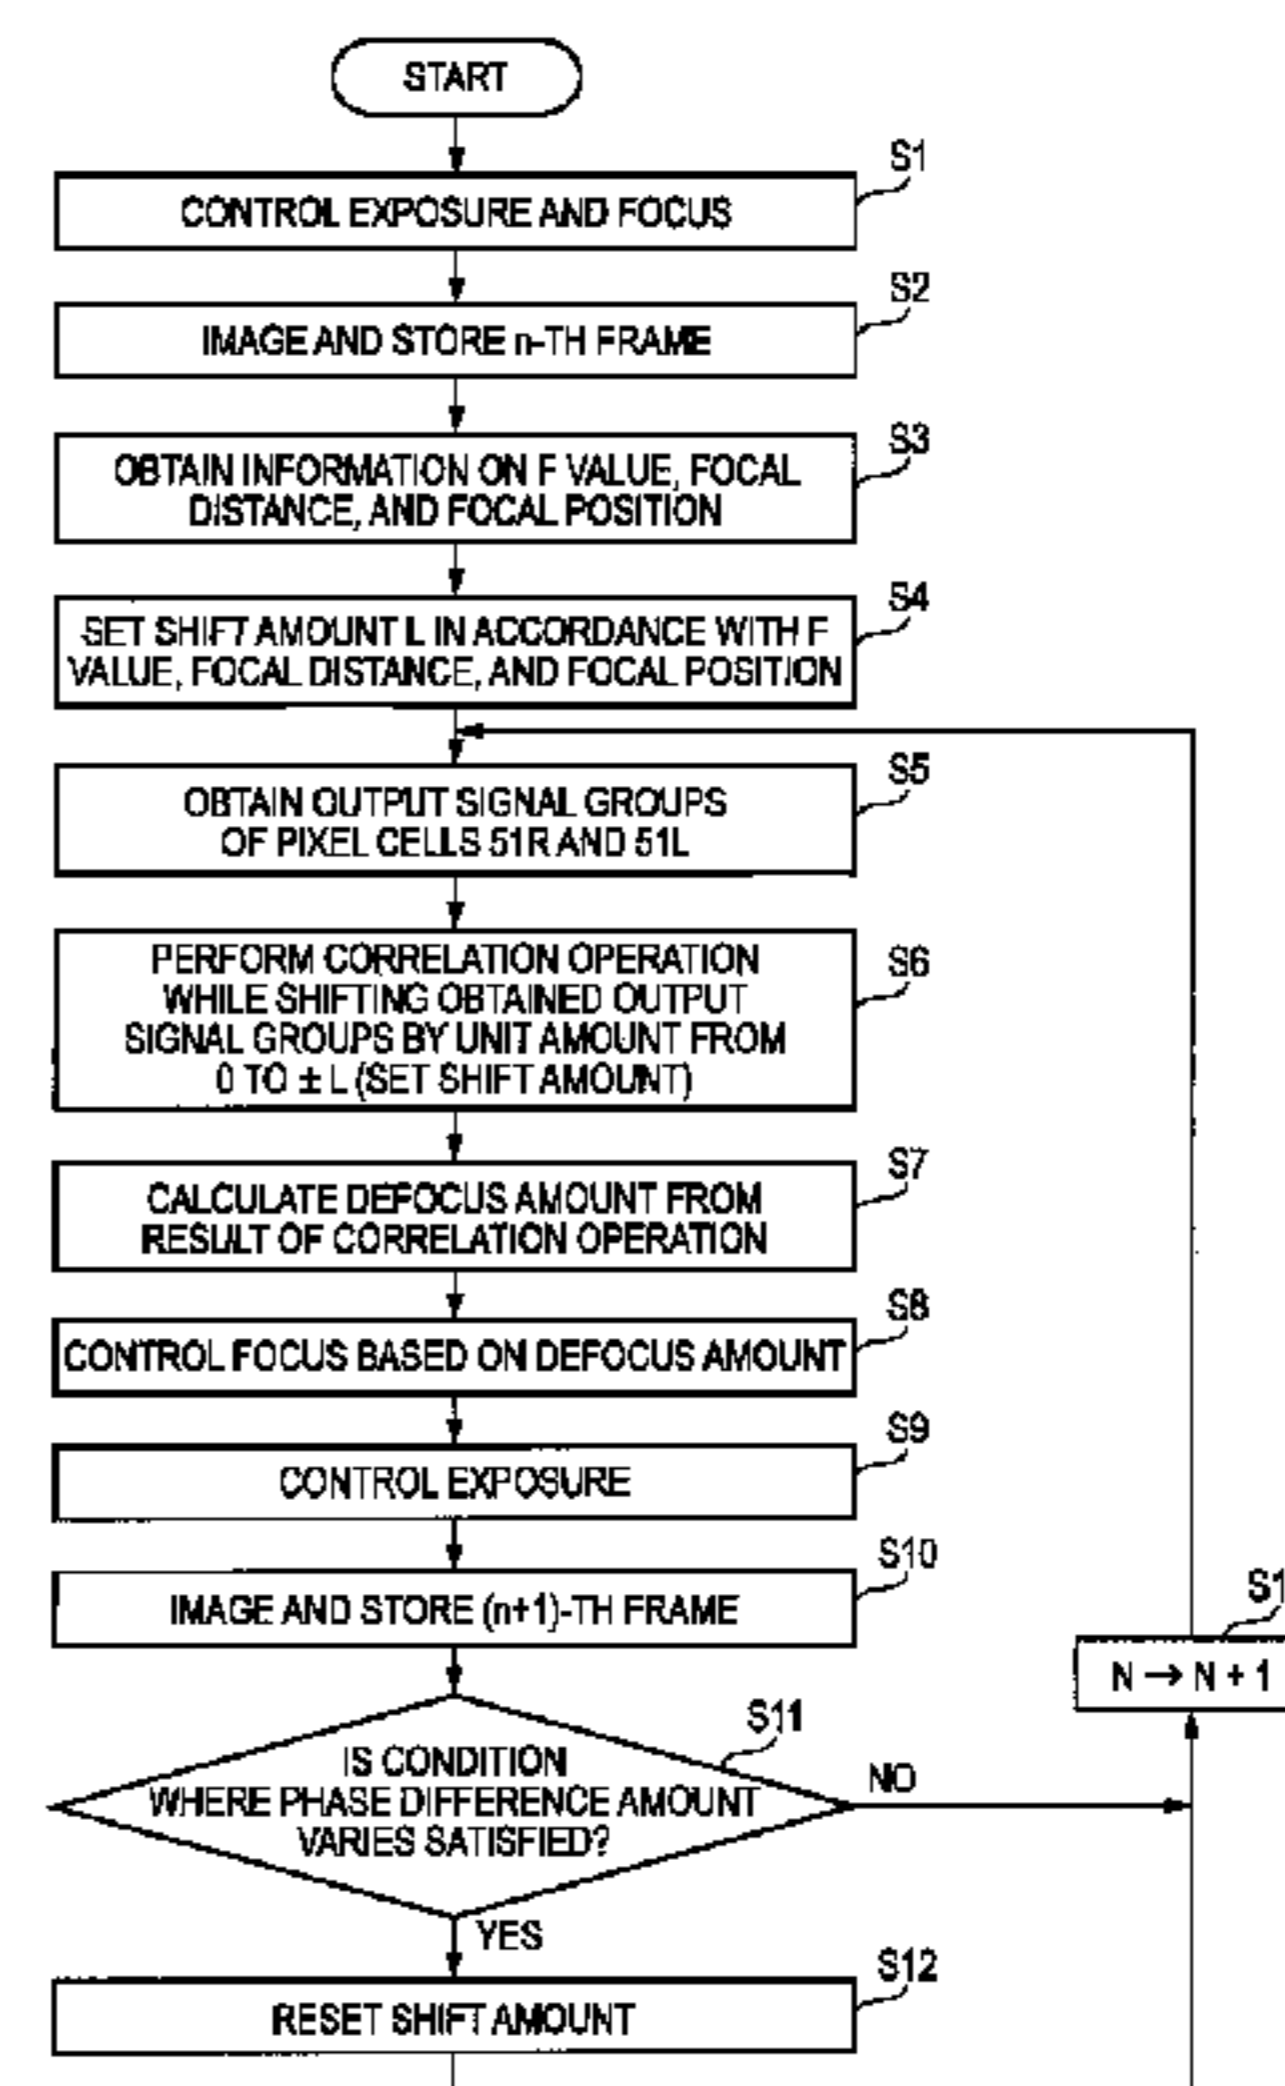 START
S1
CONTROL EXPOSURE AND FOCUS
S2
IMAGE AND STORE n-TH FRAME
S3
OBTAIN INFORMATION ON F VALUE, FOCAL
DISTANCE, AND FOCAL POSITION
S4
SET SHIFT AMOUNT L IN ACCORDANCE WITH F
VALUE, FOCAL DISTANCE, AND FOCAL POSITION
S5
OBTAIN OUTPUT SIGNAL GROUPS
OF PIXEL CELLS 51R AND 51L
S6
PERFORM CORRELATION OPERATION
WHILE SHIFTING OBTAINED OUTPUT
SIGNAL GROUPS BY UNIT AMOUNT FROM
0 TO ± L (SET SHIFT AMOUNT)
S7
CALCULATE DEFOCUS AMOUNT FROM
RESULT OF CORRELATION OPERATION
S8
CONTROL FOCUS BASED ON DEFOCUS AMOUNT
S9
CONTROL EXPOSURE
S10
IMAGE AND STORE (n+1)-TH FRAME
N → N + 1
S11
IS CONDITION
WHERE PHASE DIFFERENCE AMOUNT
VARIES SATISFIED?
NO
YES
S12
RESET SHIFT AMOUNT